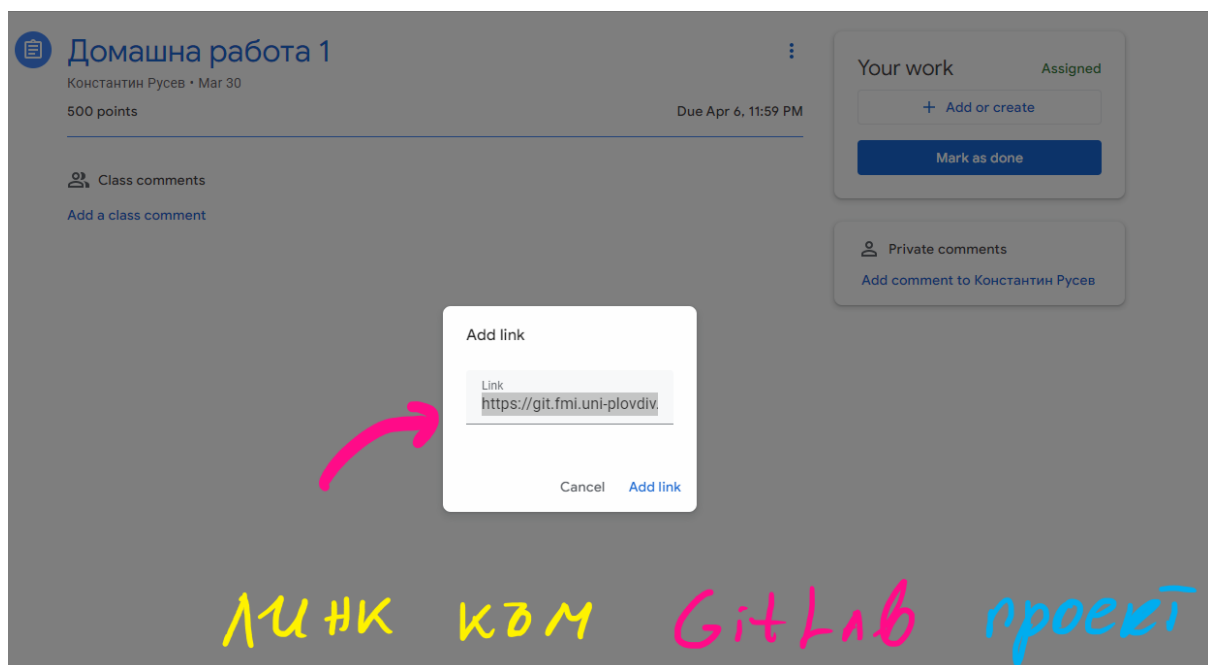 Домашна работа 1
Константин Русев • Mar 30
500 points
Due Apr 6, 11:59 PM
Class comments
Add a class comment
Your work
Assigned
+ Add or create
Mark as done
Private comments
Add comment to Константин Русев
Add link
Link
https://git.fmi.uni-plovdiv.
Cancel
Add link
линк към GitLab проект